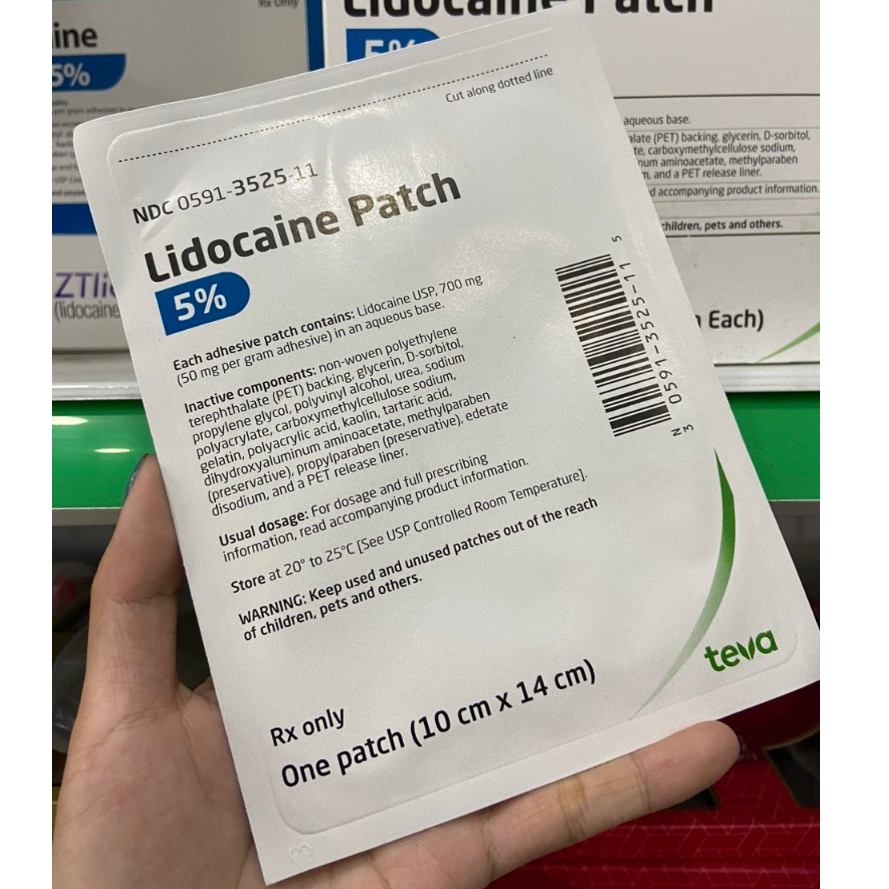 Rx Only
ine
5%
ZTli
(lidocaine
Lidocaine Patch
5%
aqueous base.
alate (PET) backing, glycerin, D-sorbitol,
te, carboxymethylcellulose sodium,
num aminoacetate, methylparaben
n, and a PET release liner.
d accompanying product information.
children, pets and others.
Each)
Cut along dotted line
NDC 0591-3525-11
Lidocaine Patch
5%
Each adhesive patch contains: Lidocaine USP, 700 mg
(50 mg per gram adhesive) in an aqueous base.
Inactive components: non-woven polyethylene
terephthalate (PET) backing, glycerin, D-sorbitol,
propylene glycol, polyvinyl alcohol, urea, sodium
polyacrylate, carboxymethylcellulose sodium,
gelatin, polyacrylic acid, kaolin, tartaric acid,
dihydroxyaluminum aminoacetate, methylparaben
(preservative), propylparaben (preservative), edetate
disodium, and a PET release liner.
Usual dosage: For dosage and full prescribing
information, read accompanying product information.
Store at 20° to 25°C [See USP Controlled Room Temperature].
WARNING: Keep used and unused patches out of the reach
of children, pets and others.
Rx only
One patch (10 cm x 14 cm)
N
3 0591-3525-11 5
teva
3